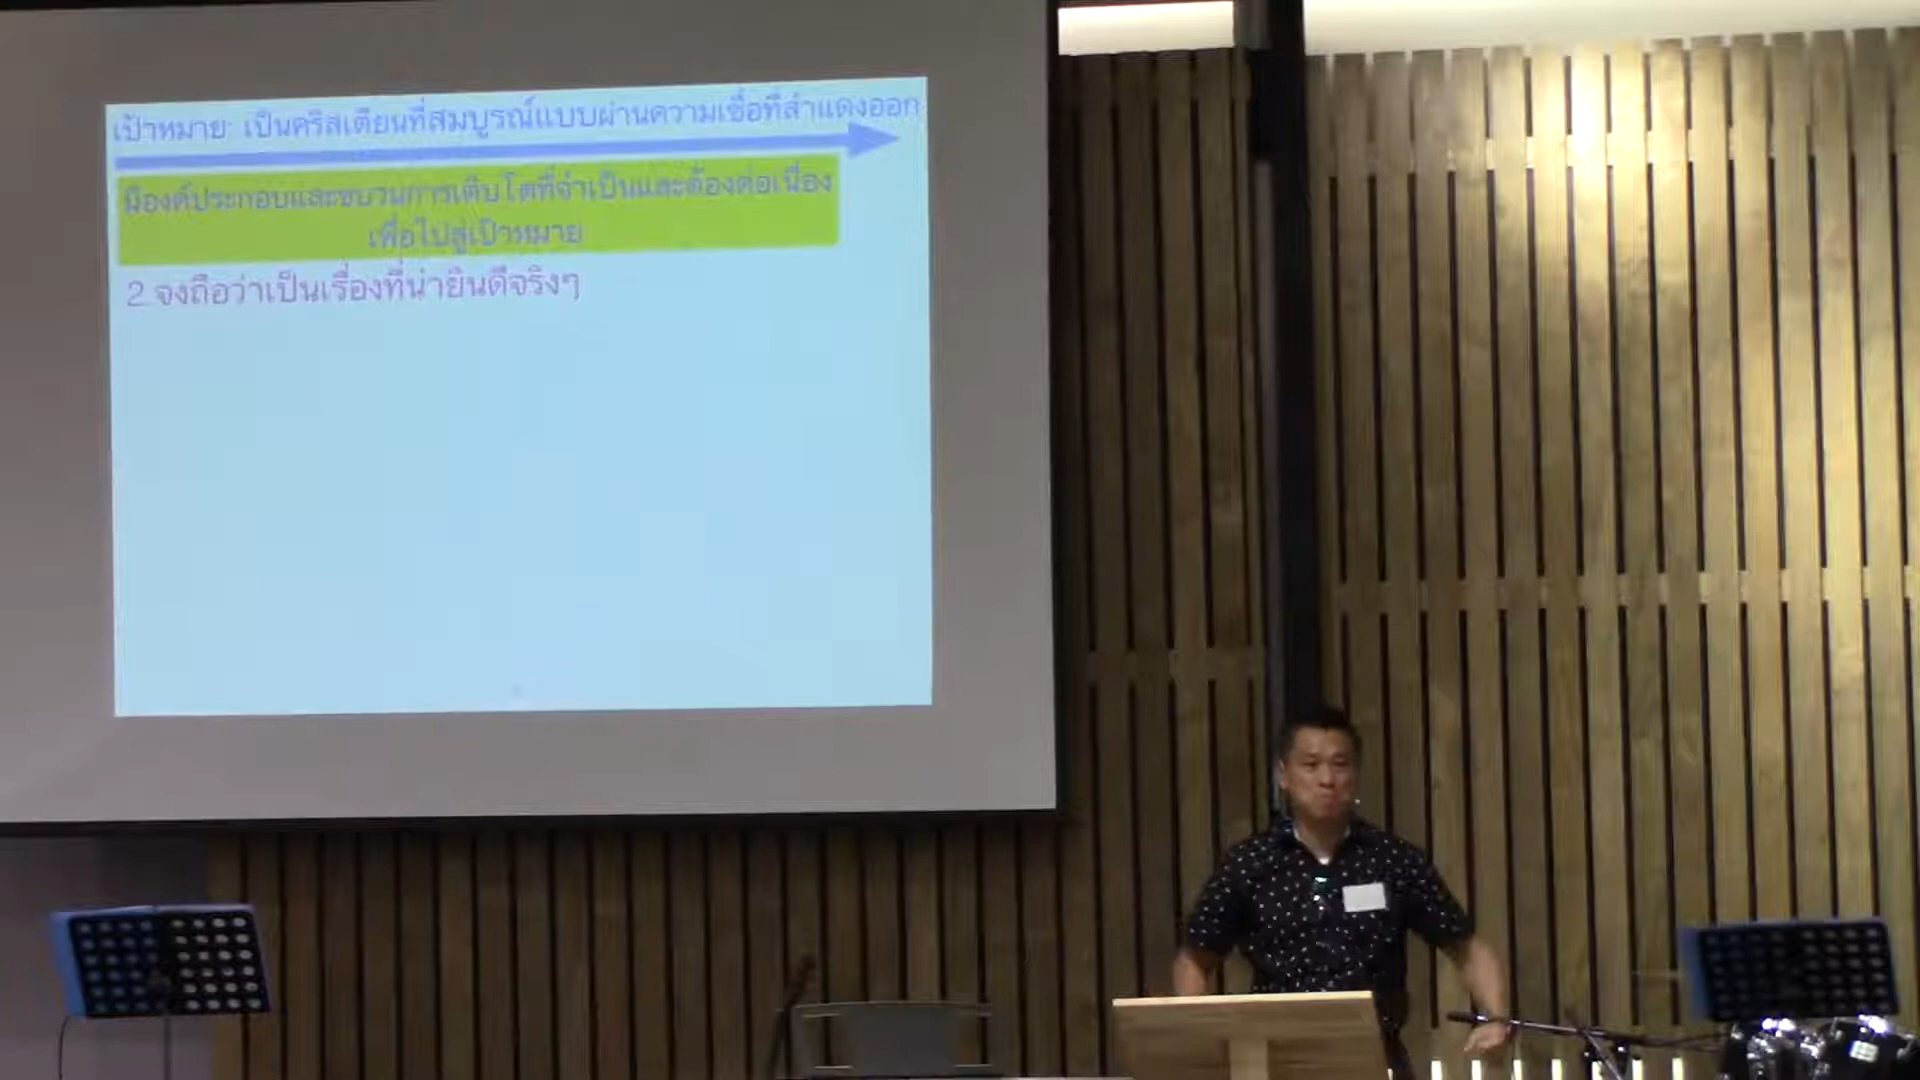 เป้าหมาย: เป็นคริสเตียนที่สมบูรณ์แบบผ่านความเชื่อที่สำแดงออก
มีองค์ประกอบและขบวนการเติบโตที่จำเป็นและต้องต่อเนื่อง
เพื่อไปสู่เป้าหมาย
2.จงถือว่าเป็นเรื่องที่น่ายินดีจริงๆ